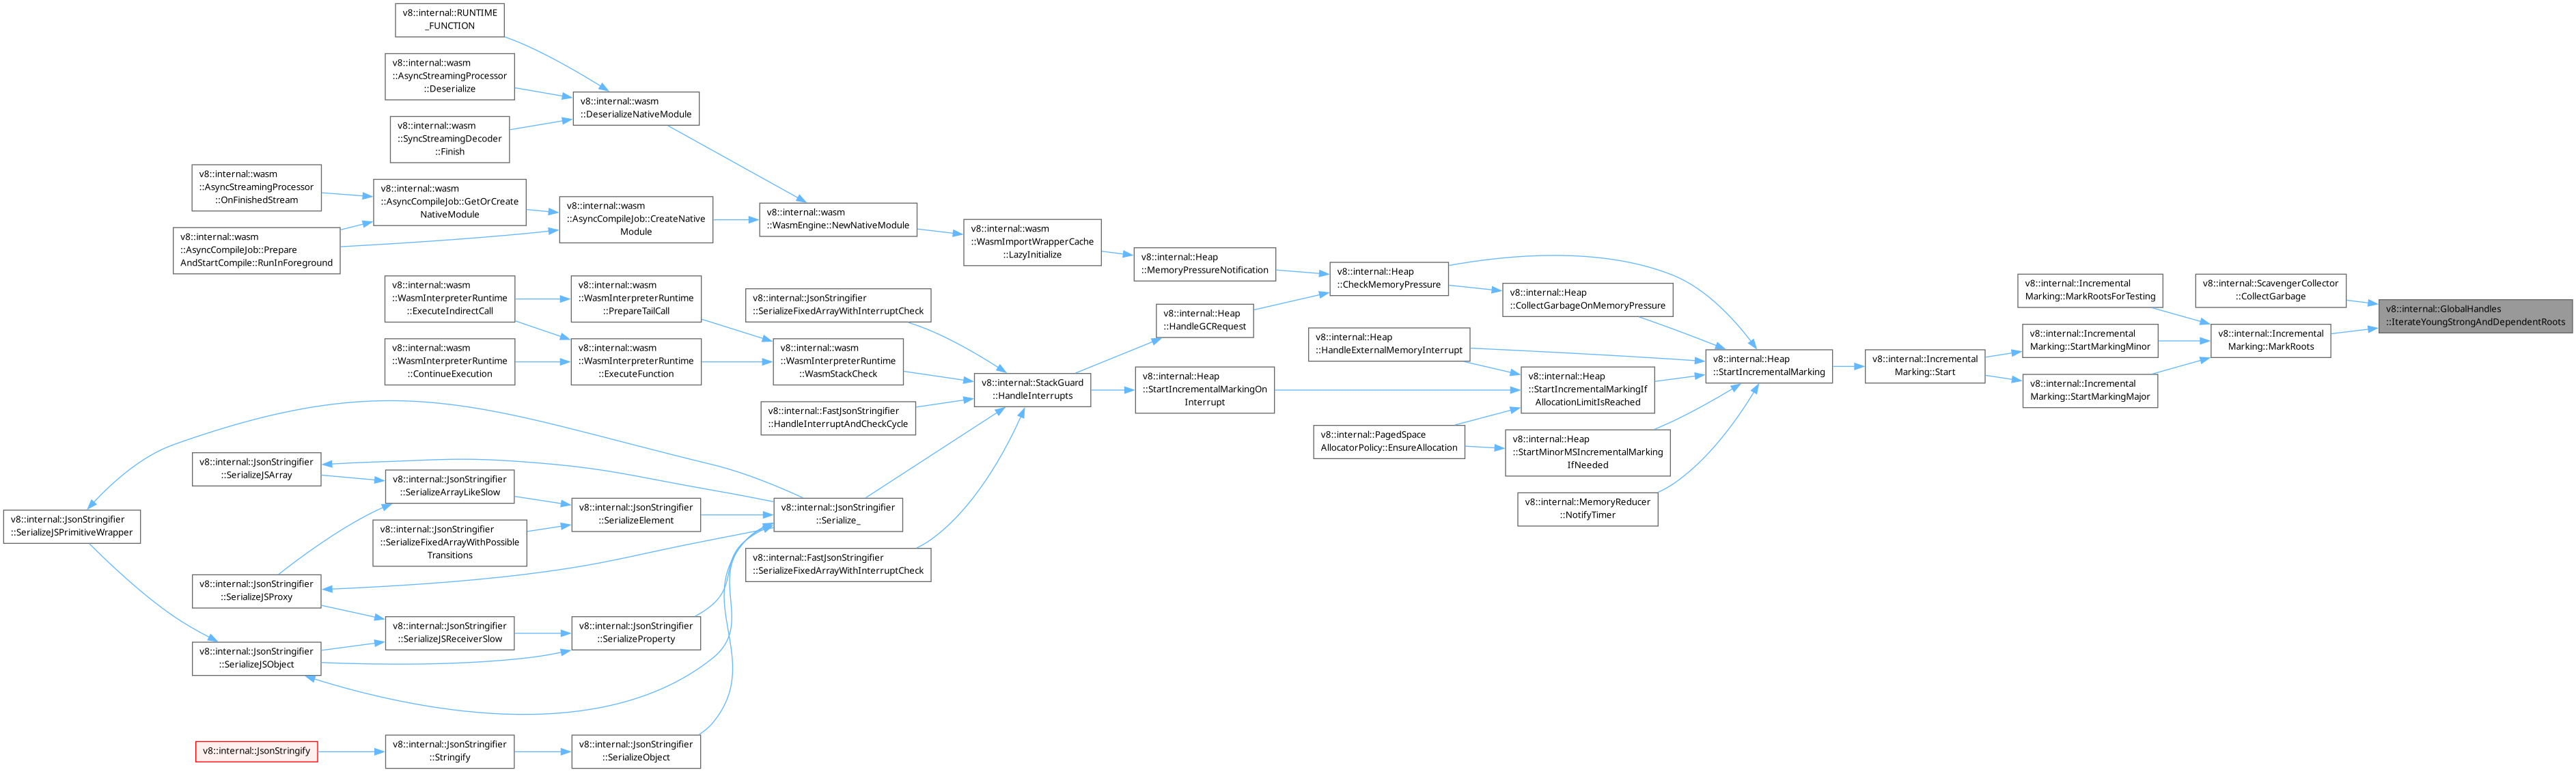 v8::internal::RUNTIME
_FUNCTION
v8::internal::wasm
::AsyncStreamingProcessor
::Deserialize
v8::internal::wasm
::DeserializeNativeModule
v8::internal::wasm
::SyncStreamingDecoder
::Finish
v8::internal::wasm
::AsyncStreamingProcessor
::OnFinishedStream
v8::internal::wasm
::AsyncCompileJob::GetOrCreate
NativeModule
v8::internal::wasm
::AsyncCompileJob::CreateNative
Module
v8::internal::wasm
::WasmEngine::NewNativeModule
v8::internal::wasm
::AsyncCompileJob::Prepare
AndStartCompile::RunInForeground
v8::internal::wasm
::WasmImportWrapperCache
::LazyInitialize
v8::internal::Heap
::MemoryPressureNotification
v8::internal::Heap
::CheckMemoryPressure
v8::internal::Heap
::CollectGarbageOnMemoryPressure
v8::internal::Incremental
Marking::MarkRootsForTesting
v8::internal::ScavengerCollector
::CollectGarbage
v8::internal::GlobalHandles
::IterateYoungStrongAndDependentRoots
v8::internal::wasm
::WasmInterpreterRuntime
::ExecuteIndirectCall
v8::internal::wasm
::WasmInterpreterRuntime
::PrepareTailCall
v8::internal::JsonStringifier
::SerializeFixedArrayWithInterruptCheck
v8::internal::Heap
::HandleGCRequest
v8::internal::Heap
::HandleExternalMemoryInterrupt
v8::internal::Incremental
Marking::StartMarkingMinor
v8::internal::Incremental
Marking::MarkRoots
v8::internal::wasm
::WasmInterpreterRuntime
::ContinueExecution
v8::internal::wasm
::WasmInterpreterRuntime
::ExecuteFunction
v8::internal::wasm
::WasmInterpreterRuntime
::WasmStackCheck
v8::internal::Heap
::StartIncrementalMarking
v8::internal::Incremental
Marking::Start
v8::internal::StackGuard
::HandleInterrupts
v8::internal::Heap
::StartIncrementalMarkingOn
Interrupt
v8::internal::Heap
::StartIncrementalMarkingIf
AllocationLimitIsReached
v8::internal::Incremental
Marking::StartMarkingMajor
v8::internal::FastJsonStringifier
::HandleInterruptAndCheckCycle
v8::internal::PagedSpace
AllocatorPolicy::EnsureAllocation
v8::internal::Heap
::StartMinorMSIncrementalMarking
IfNeeded
v8::internal::MemoryReducer
::NotifyTimer
v8::internal::JsonStringifier
::SerializeJSArray
v8::internal::JsonStringifier
::SerializeArrayLikeSlow
v8::internal::JsonStringifier
::SerializeElement
v8::internal::JsonStringifier
::Serialize_
v8::internal::JsonStringifier
::SerializeJSPrimitiveWrapper
v8::internal::JsonStringifier
::SerializeFixedArrayWithPossible
Transitions
v8::internal::FastJsonStringifier
::SerializeFixedArrayWithInterruptCheck
v8::internal::JsonStringifier
::SerializeJSProxy
v8::internal::JsonStringifier
::SerializeJSReceiverSlow
v8::internal::JsonStringifier
::SerializeProperty
v8::internal::JsonStringifier
::SerializeJSObject
v8::internal::JsonStringify
v8::internal::JsonStringifier
::Stringify
v8::internal::JsonStringifier
::SerializeObject